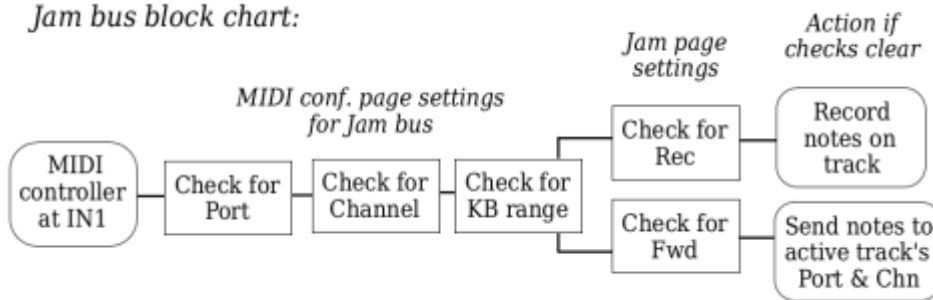 Jam bus block chart:
MIDI conf. page settings
for Jam bus
Jam page
settings
Action if
checks clear
MIDI
controller
at IN1
Check for
Port
Check for
Channel
Check for
KB range
Check for
Rec
Record
notes on
track
Check for
Fwd
Send notes to
active track's
Port & Chn